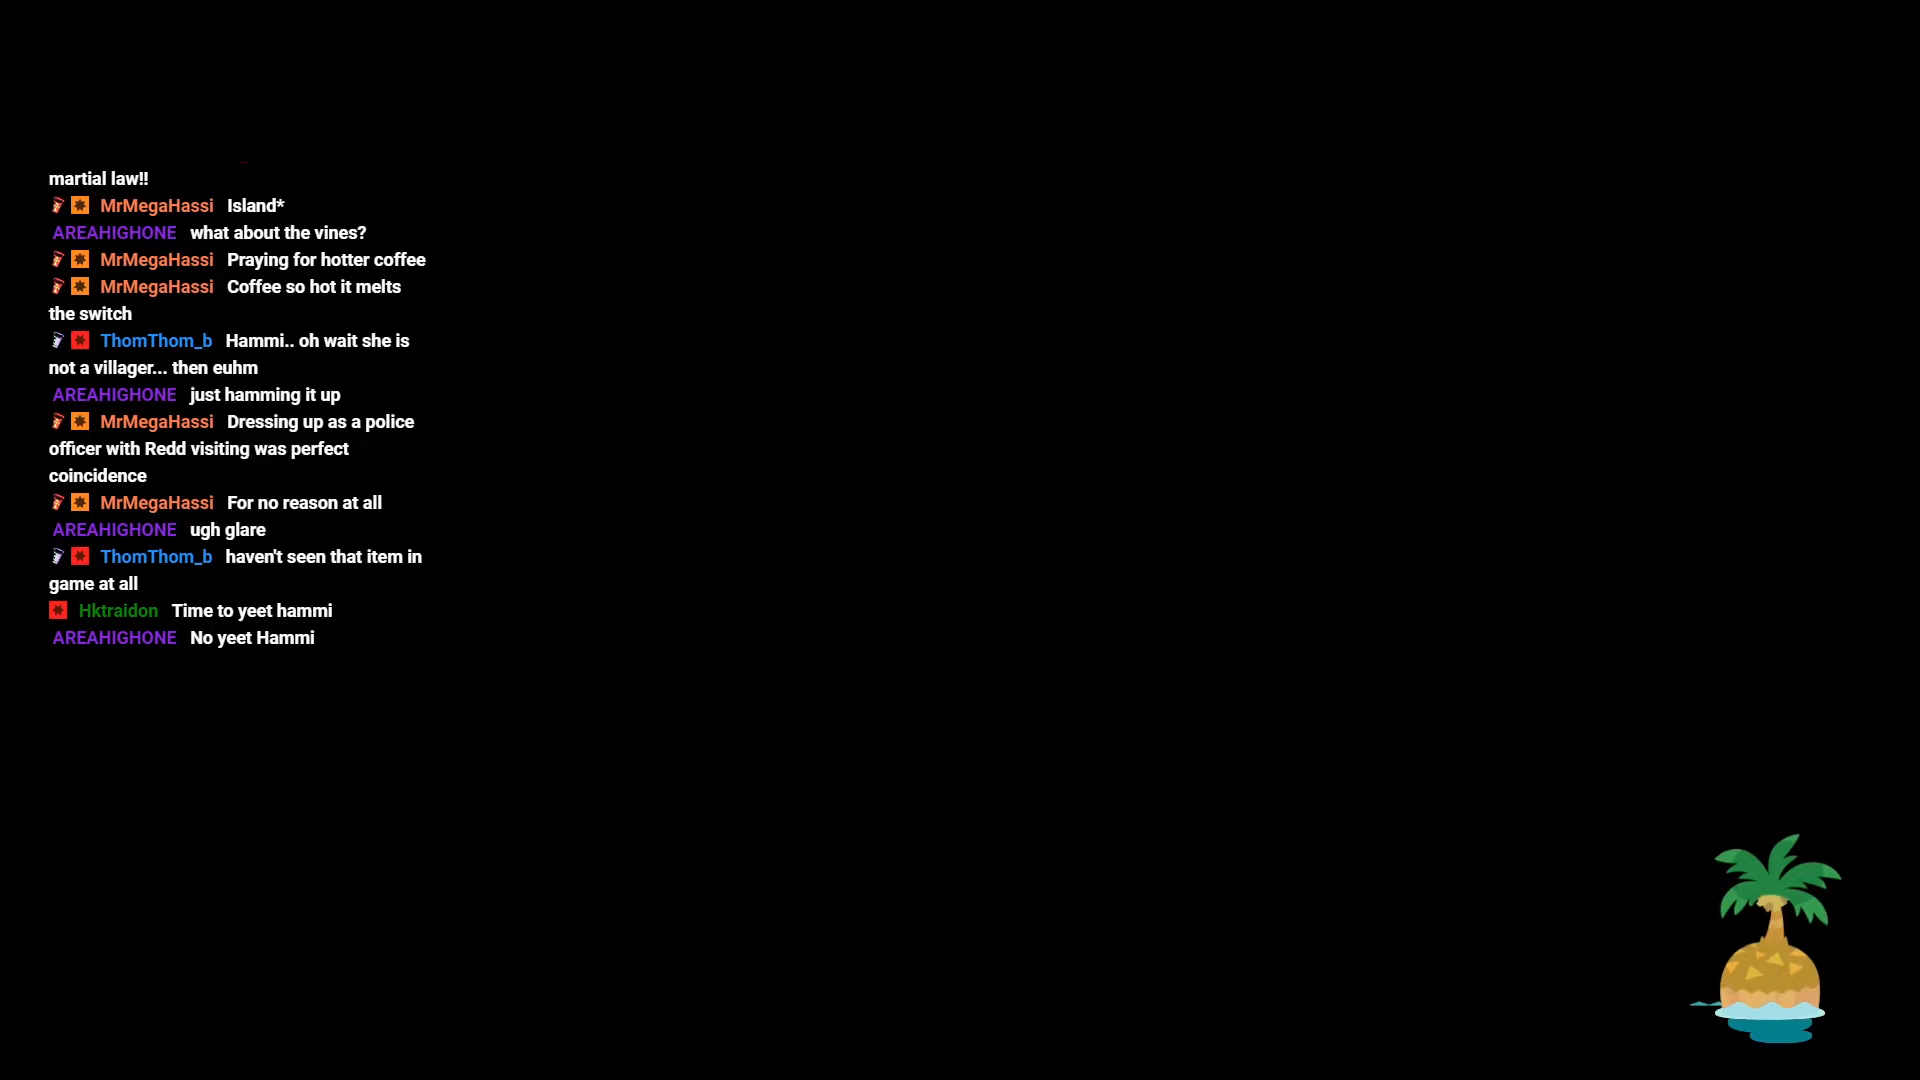 martial law!!
MrMegaHassi Island*
AREAHIGHONE what about the vines?
MrMegaHassi Praying for hotter coffee
MrMegaHassi Coffee so hot it melts
the switch
ThomThom_b Hammi.. oh wait she is
not a villager... then euhm
AREAHIGHONE just hamming it up
MrMegaHassi Dressing up as a police
officer with Redd visiting was perfect
coincidence
MrMegaHassi For no reason at all
AREAHIGHONE ugh glare
ThomThom_b haven't seen that item in
game at all
Hktraidon Time to yeet hammi
AREAHIGHONE No yeet Hammi